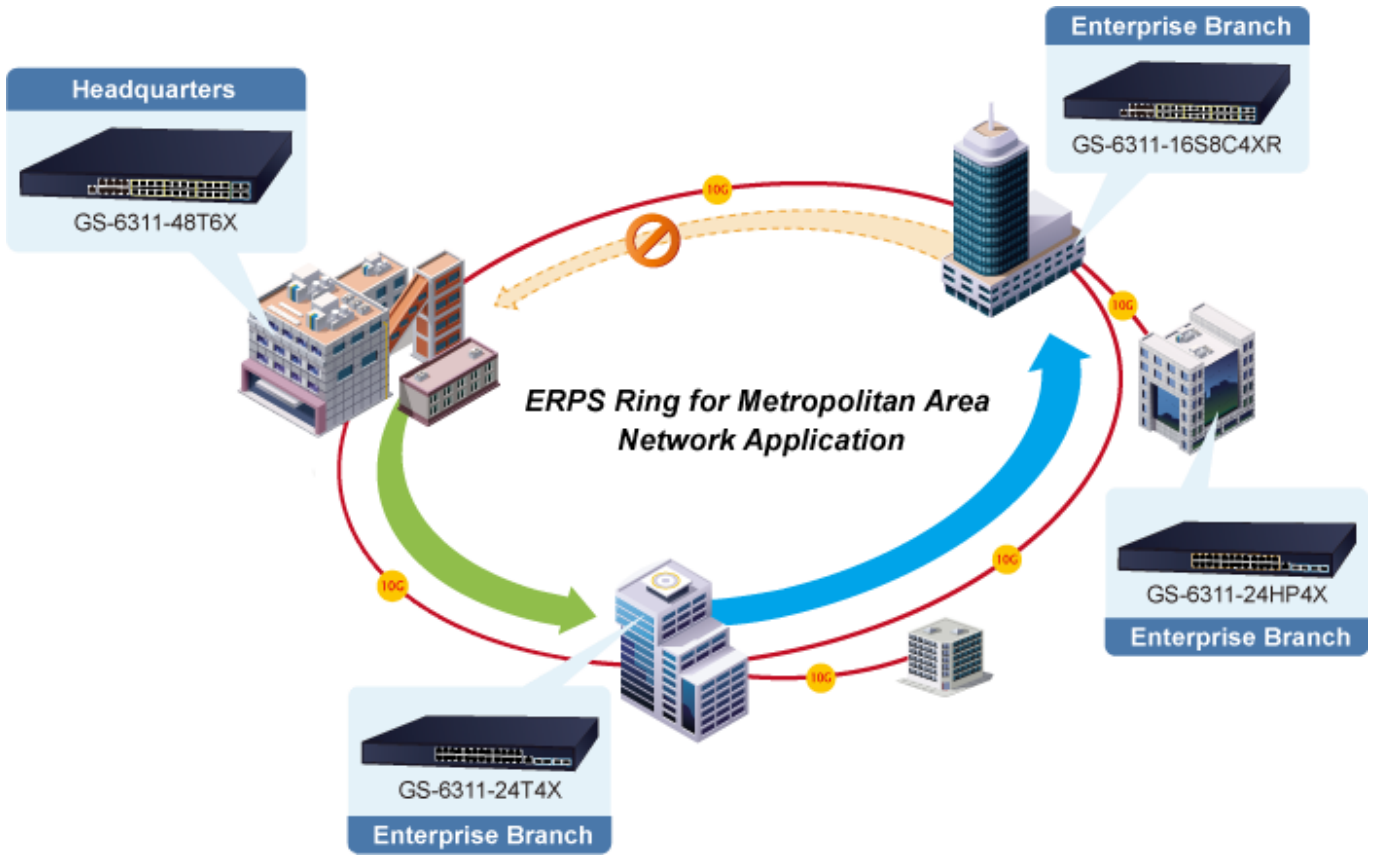 Enterprise Branch
GS-6311-16S8C4XR
Headquarters
GS-6311-48T6X
10G
10G
ERPS Ring for Metropolitan Area
Network Application
GS-6311-24HP4X
Enterprise Branch
10G
10G
10G
GS-6311-24T4X
Enterprise Branch